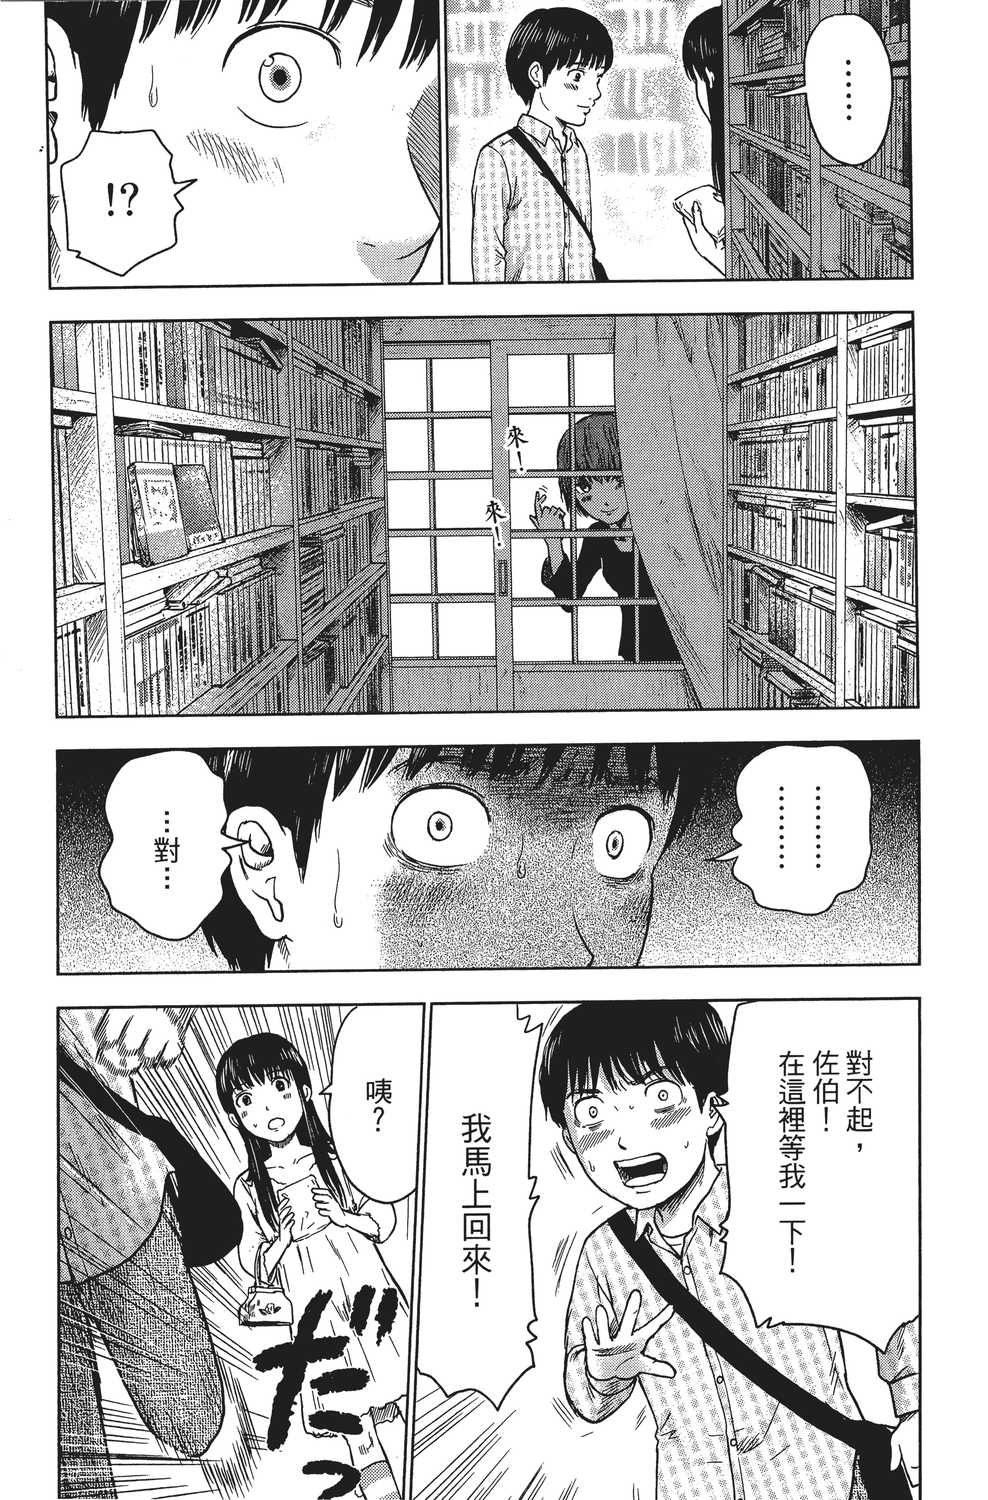 ……
!?
來！
來！
………………
…對…
對不起，
佐伯！
在這裡等我一下！
我馬上回來！
咦？
だっ